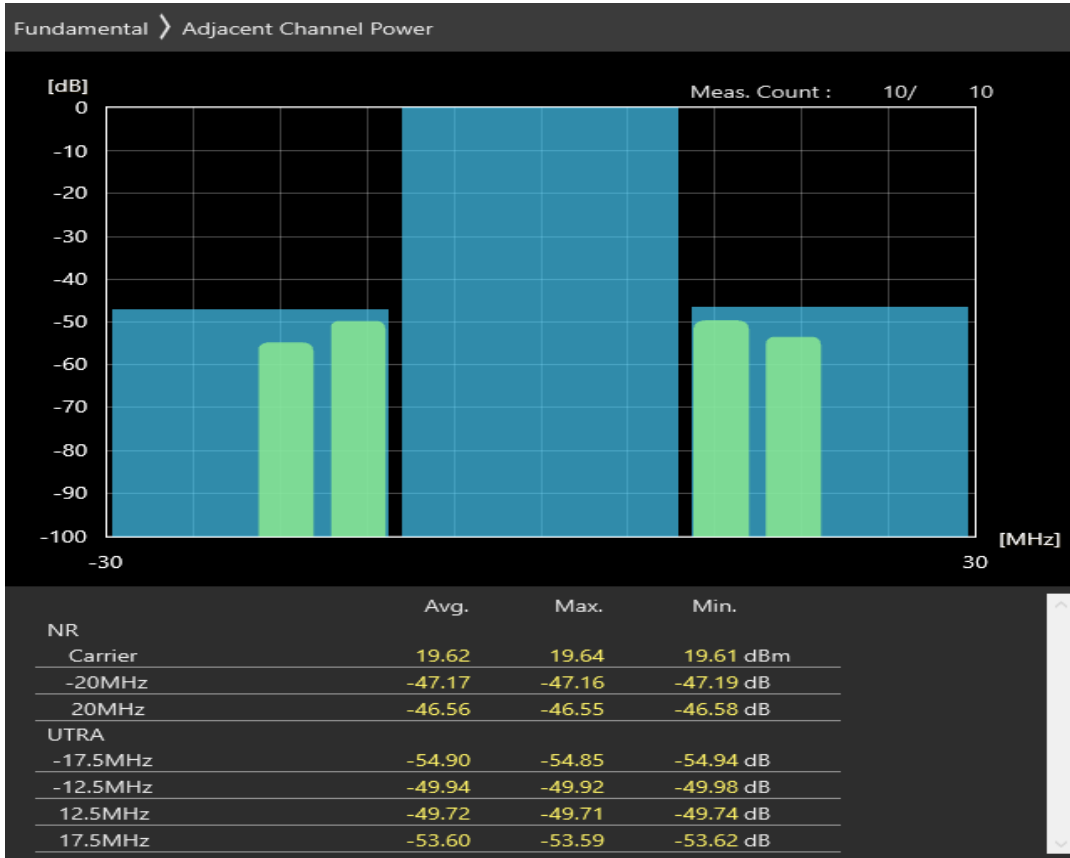 Fundamental 〉 Adjacent Channel Power
[dB]
Meas. Count : 10/ 10
0
-10
-20
-30
-40
-50
-60
-70
-80
-90
-100
[MHz]
-30 30
Avg. Max. Min.
NR
Carrier 19.62 19.64 19.61 dBm
-20MHz -47.17 -47.16 -47.19 dB
20MHz -46.56 -46.55 -46.58 dB
UTRA
-17.5MHz -54.90 -54.85 -54.94 dB
-12.5MHz -49.94 -49.92 -49.98 dB
12.5MHz -49.72 -49.71 -49.74 dB
17.5MHz -53.60 -53.59 -53.62 dB